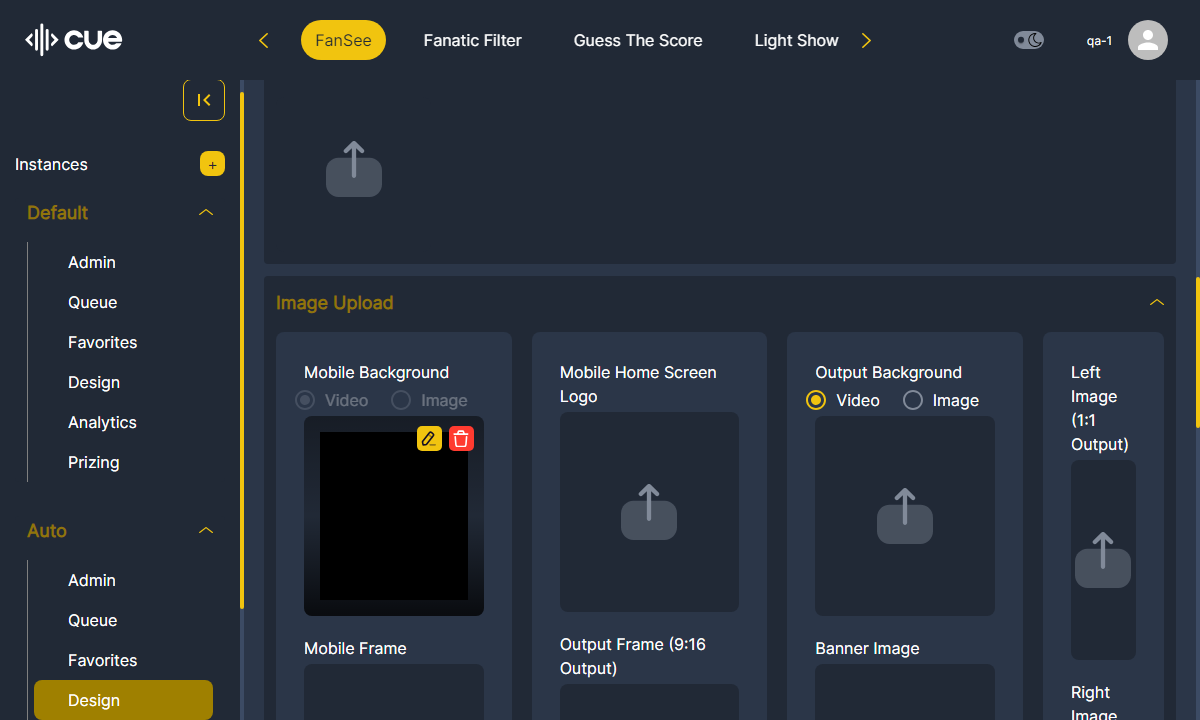 cue
FanSee
Fanatic Filter
Guess The Score
Light Show
qa-1
Instances
+
Default
Admin
Queue
Favorites
Design
Analytics
Prizing
Auto
Admin
Queue
Favorites
Design
Image Upload
Mobile Background
Video
Image
Mobile Home Screen
Logo
Output Background
Video
Image
Left
Image
(1:1
Output)
Mobile Frame
Output Frame (9:16
Output)
Banner Image
Right
Image